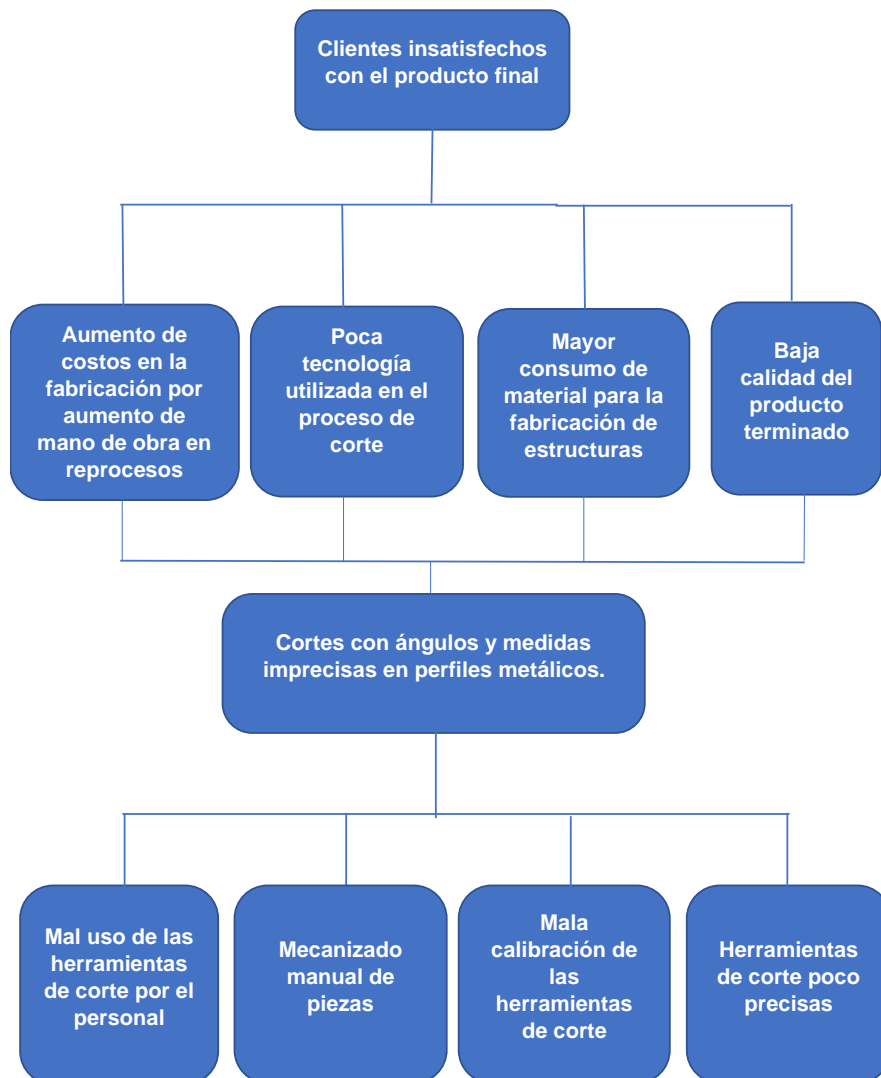 Clientes insatisfechos
con el producto final
Aumento de
costos en la
fabricación por
aumento de
mano de obra en
reprocesos
Poca
tecnología
utilizada en el
proceso de
corte
Mayor
consumo de
material para la
fabricación de
estructuras
Baja
calidad del
producto
terminado
Cortes con ángulos y medidas
imprecisas en perfiles metálicos.
Mal uso de las
herramientas
de corte por el
personal
Mecanizado
manual de
piezas
Mala
calibración de
las
herramientas
de corte
Herramientas
de corte poco
precisas